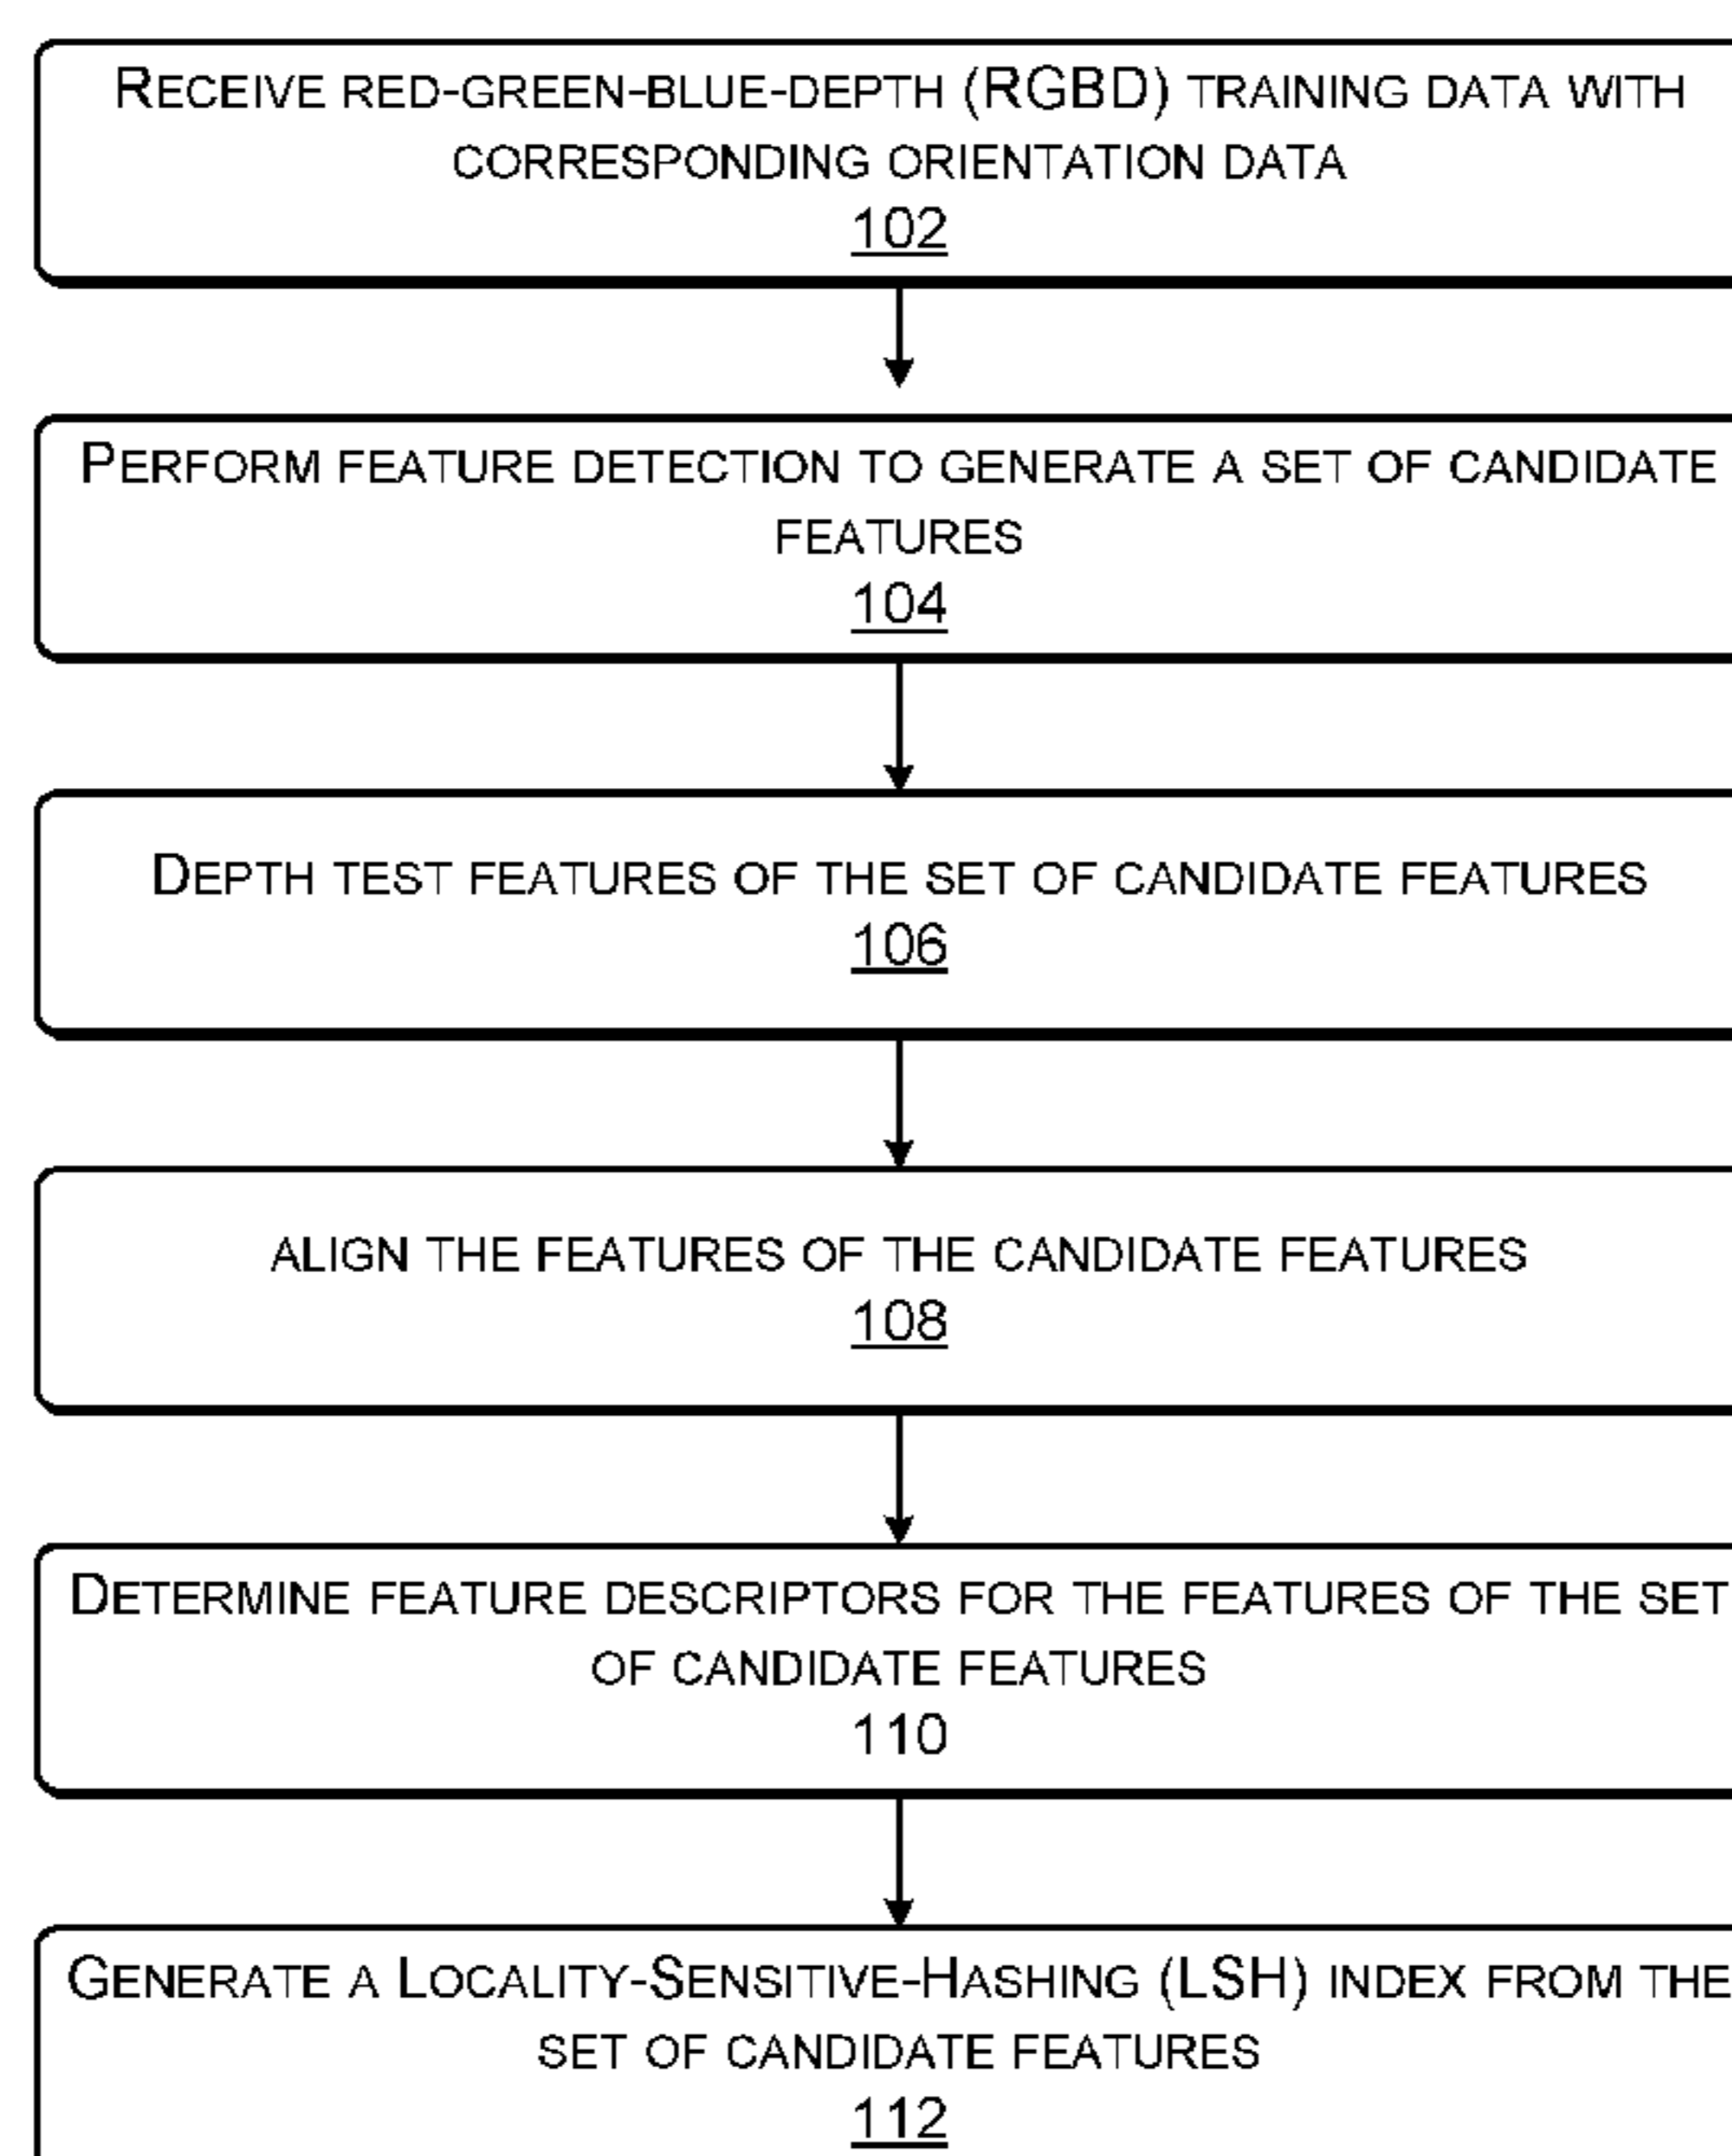 RECEIVE RED-GREEN-BLUE-DEPTH (RGBD) TRAINING DATA WITH
CORRESPONDING ORIENTATION DATA
102
PERFORM FEATURE DETECTION TO GENERATE A SET OF CANDIDATE
FEATURES
104
DEPTH TEST FEATURES OF THE SET OF CANDIDATE FEATURES
106
ALIGN THE FEATURES OF THE CANDIDATE FEATURES
108
DETERMINE FEATURE DESCRIPTORS FOR THE FEATURES OF THE SET
OF CANDIDATE FEATURES
110
GENERATE A LOCALITY-SENSITIVE-HASHING (LSH) INDEX FROM THE
SET OF CANDIDATE FEATURES
112